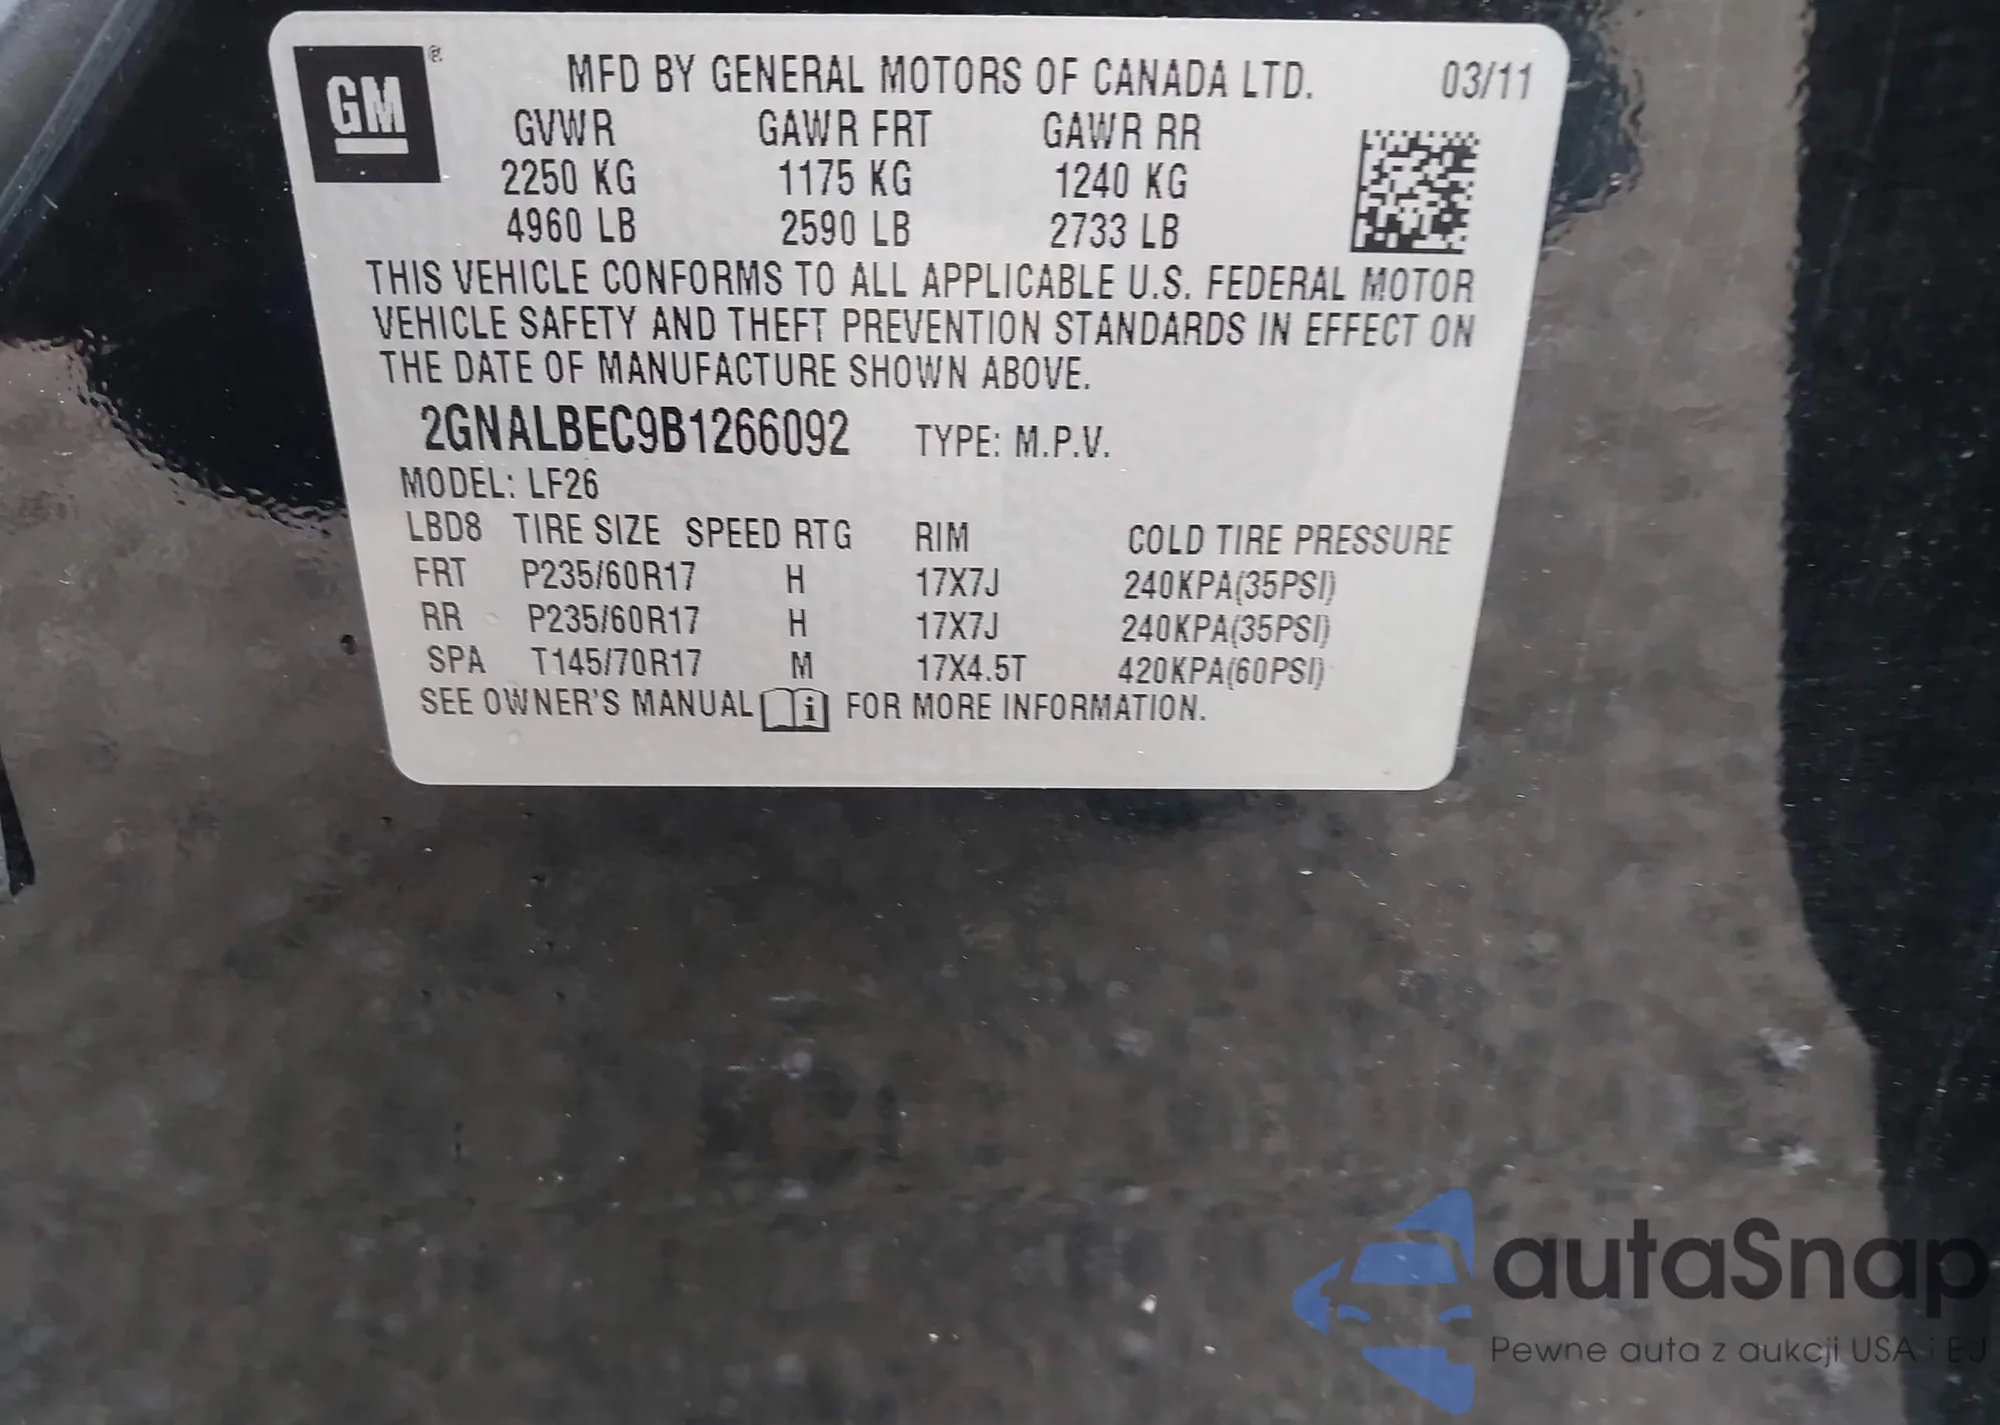 GM®
MFD BY GENERAL MOTORS OF CANADA LTD. 03/11
GVWR GAWR FRT GAWR RR
2250 KG 1175 KG 1240 KG
4960 LB 2590 LB 2733 LB
THIS VEHICLE CONFORMS TO ALL APPLICABLE U.S. FEDERAL MOTOR
VEHICLE SAFETY AND THEFT PREVENTION STANDARDS IN EFFECT ON
THE DATE OF MANUFACTURE SHOWN ABOVE.
2GNALBEC9B1266092 TYPE: M.P.V.
MODEL: LF26
LBD8 TIRE SIZE SPEED RTG RIM COLD TIRE PRESSURE
FRT P235/60R17 H 17X7J 240KPA(35PSI)
RR P235/60R17 H 17X7J 240KPA(35PSI)
SPA T145/70R17 M 17X4.5T 420KPA(60PSI)
SEE OWNER'S MANUAL i FOR MORE INFORMATION.
autaSnap
Pewne auta z aukcji USA i EU